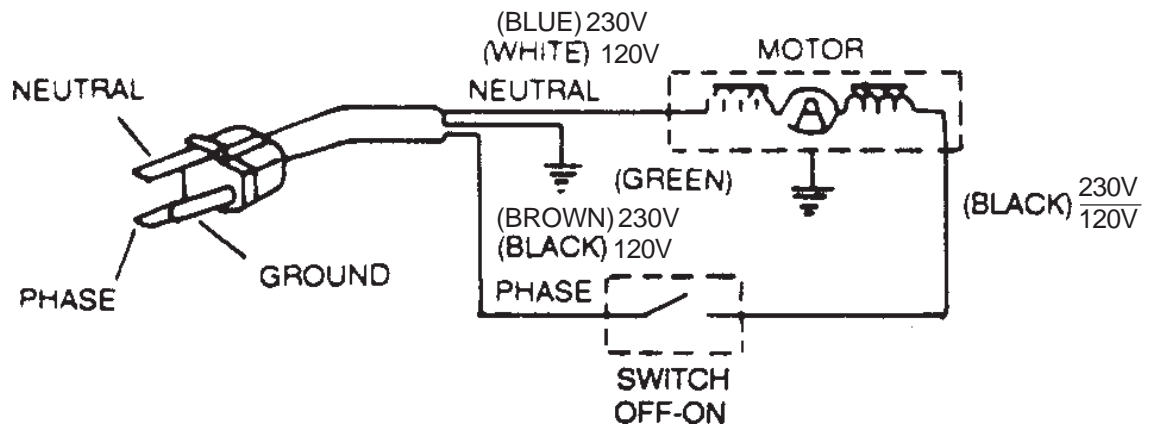 (BLUE) 230V
(WHITE) 120V
MOTOR
NEUTRAL
NEUTRAL
(GREEN)
(BROWN) 230V
(BLACK) 120V
(BLACK) 230V
120V
GROUND
PHASE
PHASE
SWITCH
OFF-ON